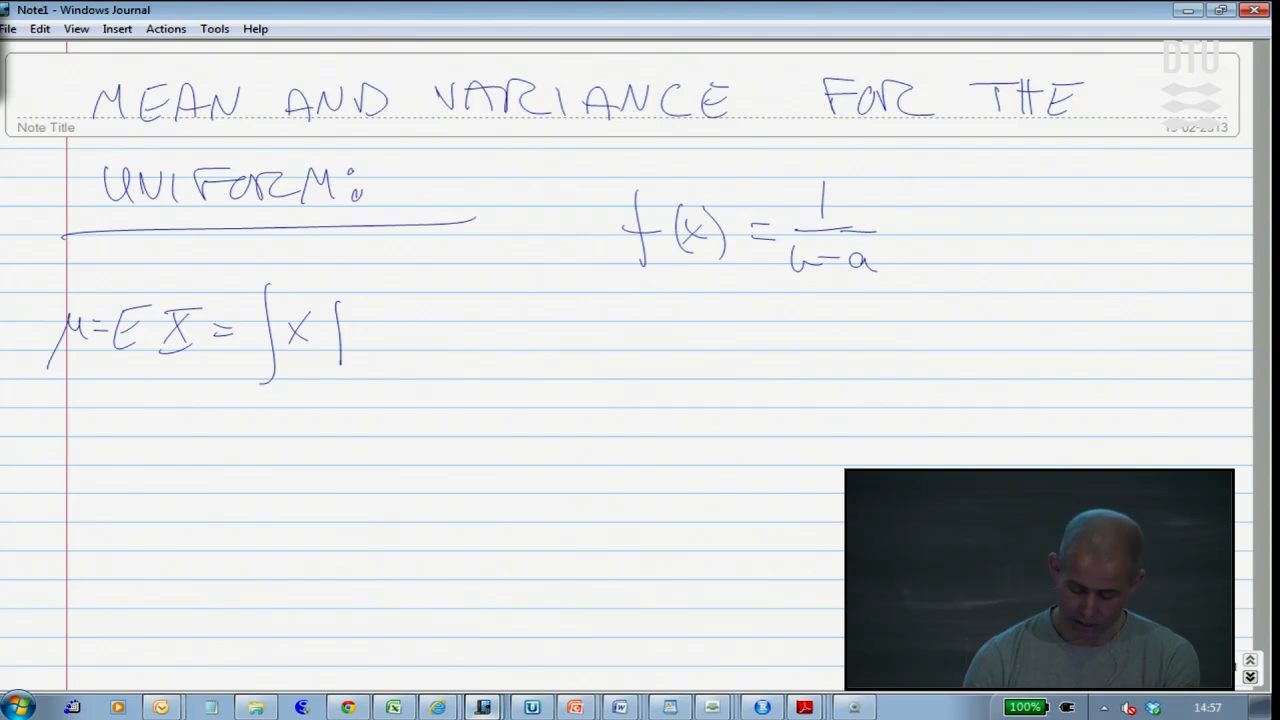 Note1 - Windows Journal
File Edit View Insert Actions Tools Help
DTU
MEAN AND VARIANCE FOR THE
Note Title
UNIFORM:
f(x) = 1/(b-a)
μ = E X = ∫ x f
100%
14:57